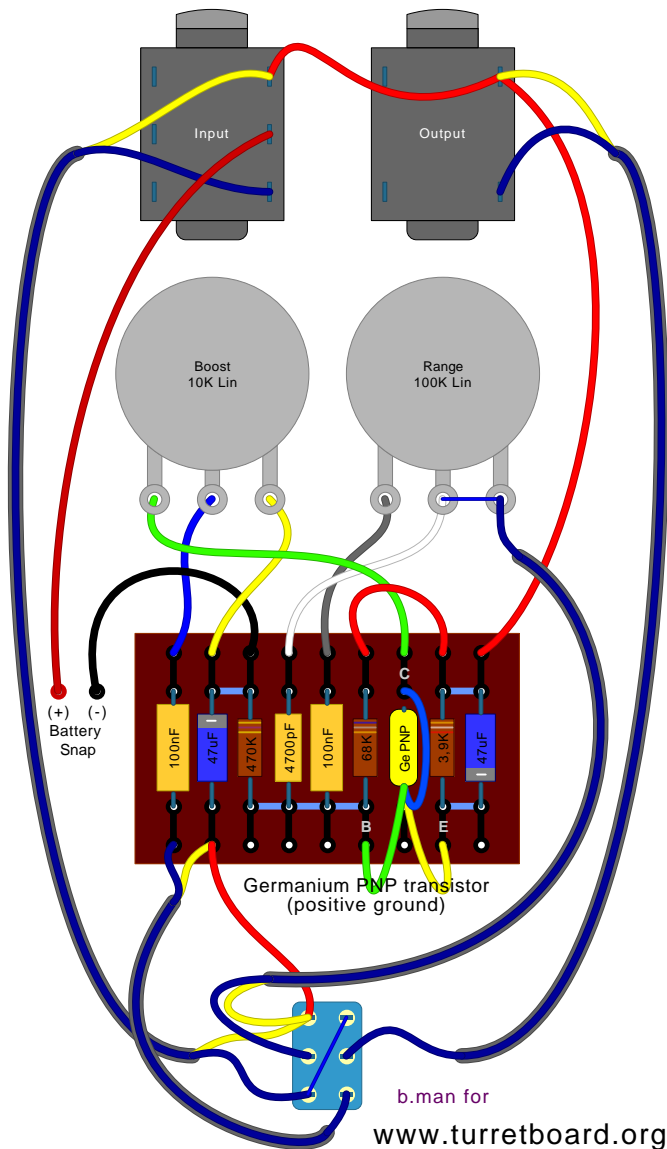 Input
Output
Boost
10K Lin
Range
100K Lin
(+) (-)
Battery
Snap
C
100nF
47uF
470K
4700pF
100nF
68K
Ge PNP
3,9K
47uF
B
E
Germanium PNP transistor
(positive ground)
b.man for
www.turretboard.org